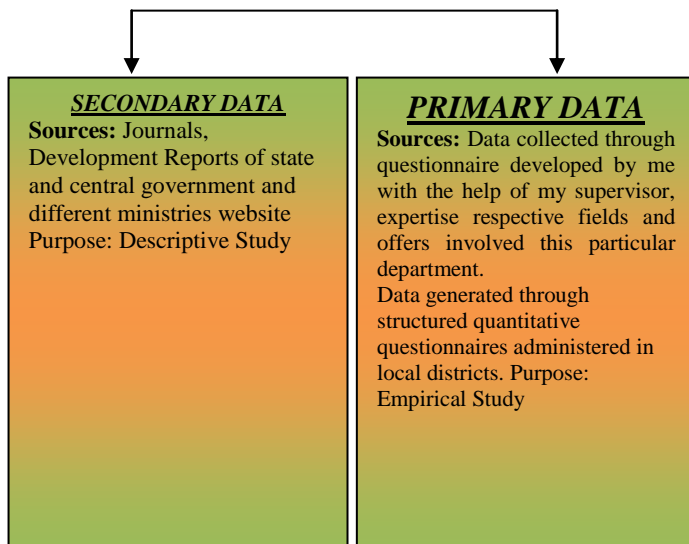 SECONDARY DATA
Sources: Journals,
Development Reports of state
and central government and
different ministries website
Purpose: Descriptive Study
PRIMARY DATA
Sources: Data collected through
questionnaire developed by me
with the help of my supervisor,
expertise respective fields and
offers involved this particular
department.
Data generated through
structured quantitative
questionnaires administered in
local districts. Purpose:
Empirical Study